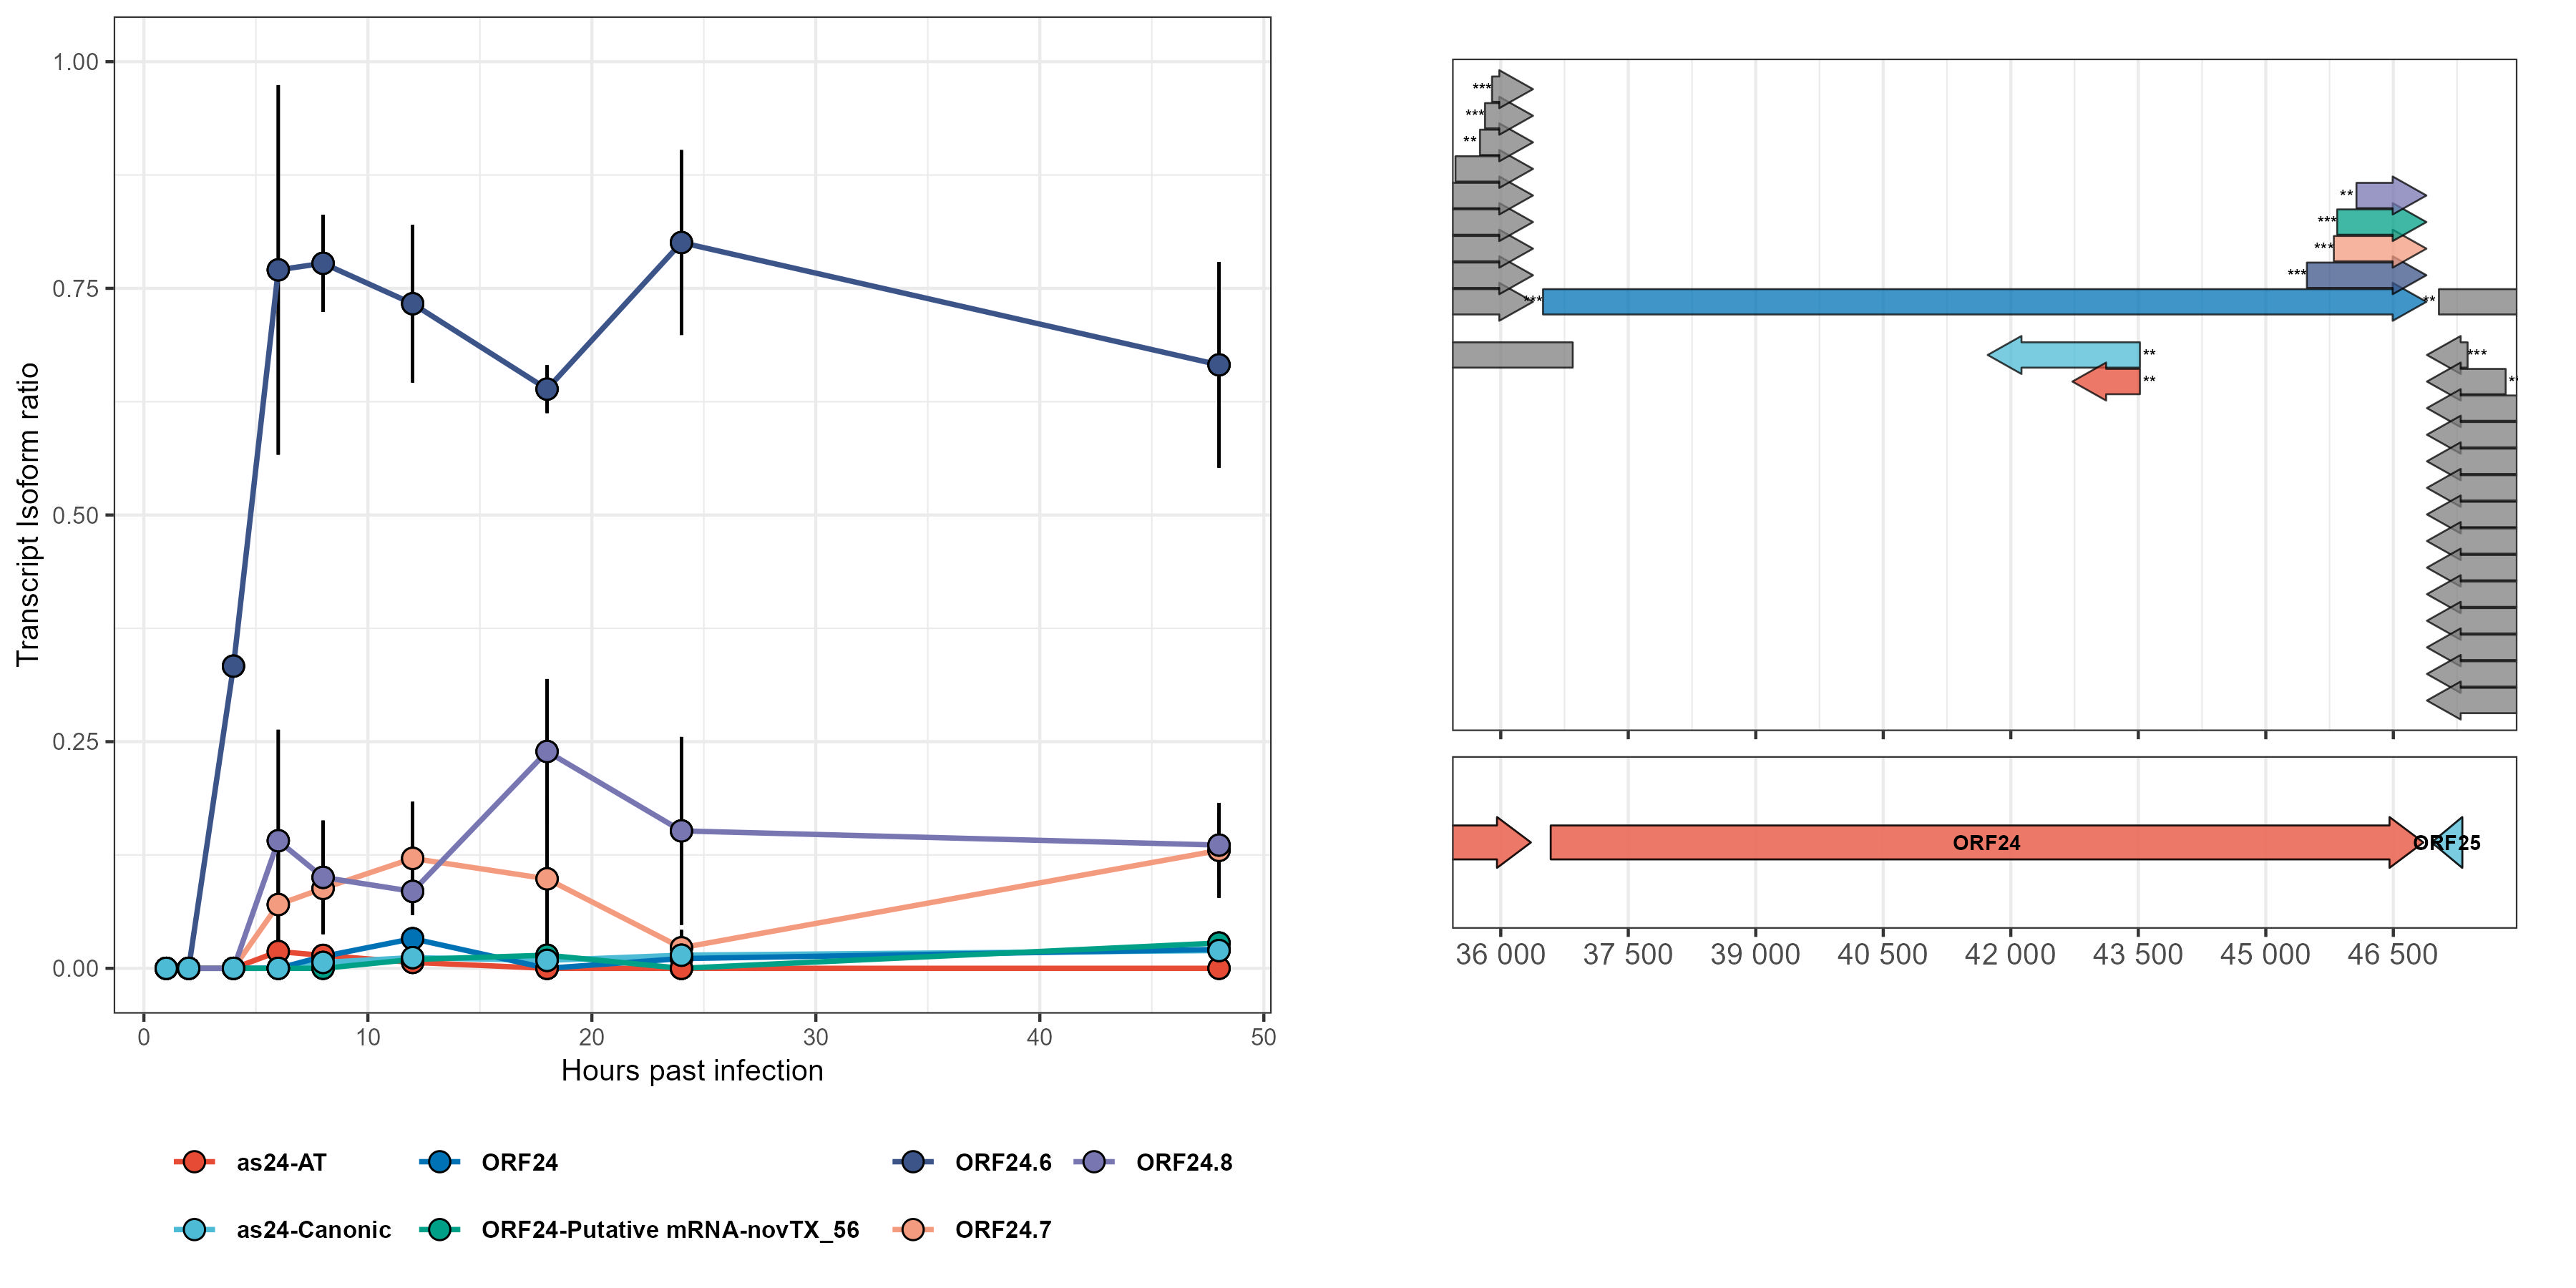 1.00
0.75
0.50
0.25
0.00
Transcript Isoform ratio
0 10 20 30 40 50
Hours past infection
as24-AT ORF24 ORF24.6 ORF24.8
as24-Canonic ORF24-Putative mRNA-novTX_56 ORF24.7
***
***
**
**
***
***
***
*** **
** ***
** **
ORF24 ORF25
36 000 37 500 39 000 40 500 42 000 43 500 45 000 46 500